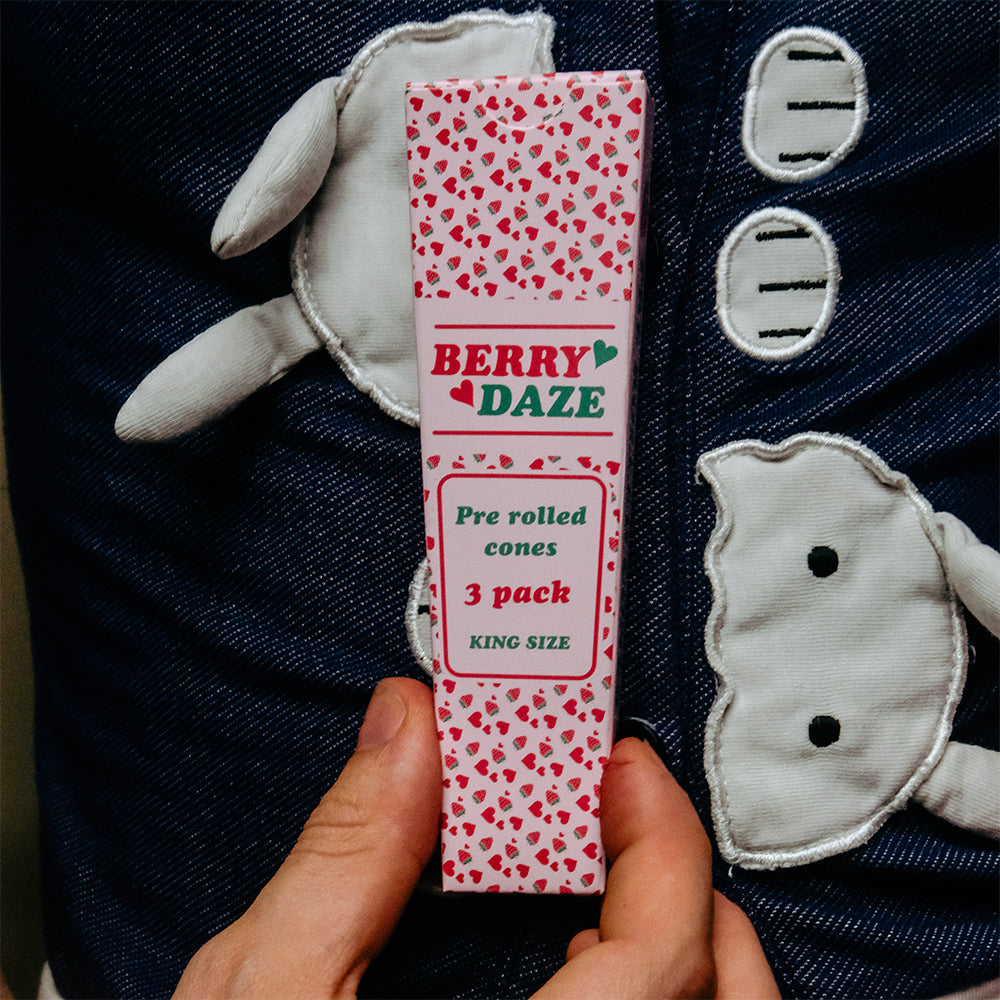 BERRY
DAZE
Pre rolled
cones
3 pack
KING SIZE